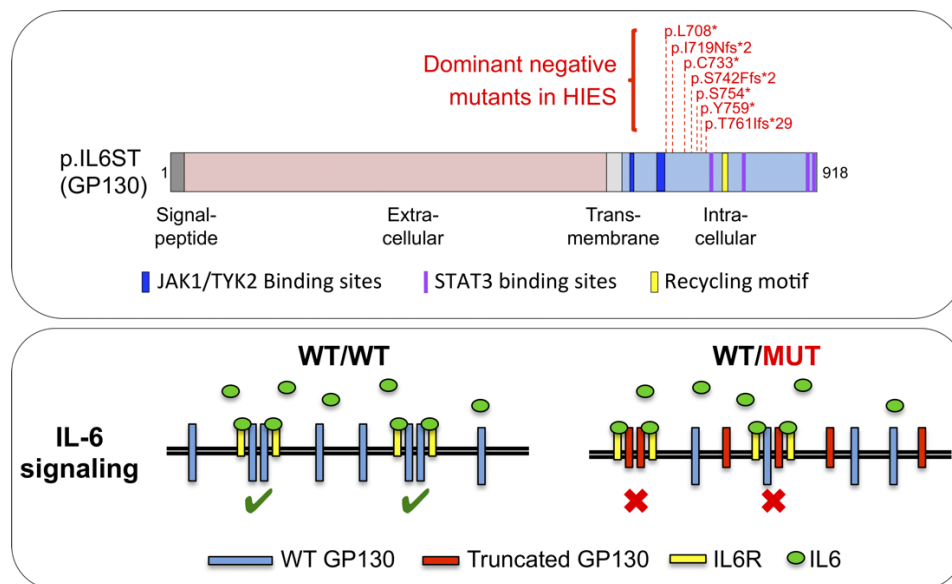 p.L708*
p.I719Nfs*2
Dominant negative
p.C733*
mutants in HIES
p.S742Ffs*2
p.S754*
p.Y759*
p.T761Ifs*29
p.IL6ST
(GP130)
1
918
Signal-
peptide
Extra-
cellular
Trans-
membrane
Intra-
cellular
JAK1/TYK2 Binding sites
STAT3 binding sites
Recycling motif
WT/WT
WT/MUT
IL-6
signaling
WT GP130
Truncated GP130
IL6R
IL6